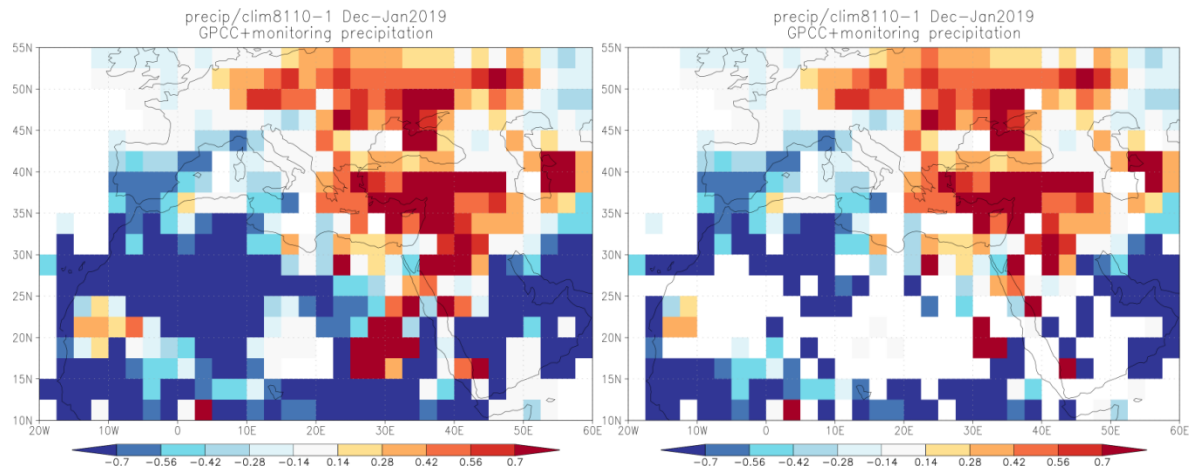 precip/clim8110-1 Dec-Jan2019
GPCC+monitoring precipitation
55N
50N
45N
40N
35N
30N
25N
20N
15N
10N
20W 10W 0 10E 20E 30E 40E 50E 60E
-0.7 -0.56 -0.42 -0.28 -0.14 0.14 0.28 0.42 0.56 0.7
precip/clim8110-1 Dec-Jan2019
GPCC+monitoring precipitation
55N
50N
45N
40N
35N
30N
25N
20N
15N
10N
20W 10W 0 10E 20E 30E 40E 50E 60E
-0.7 -0.56 -0.42 -0.28 -0.14 0.14 0.28 0.42 0.56 0.7